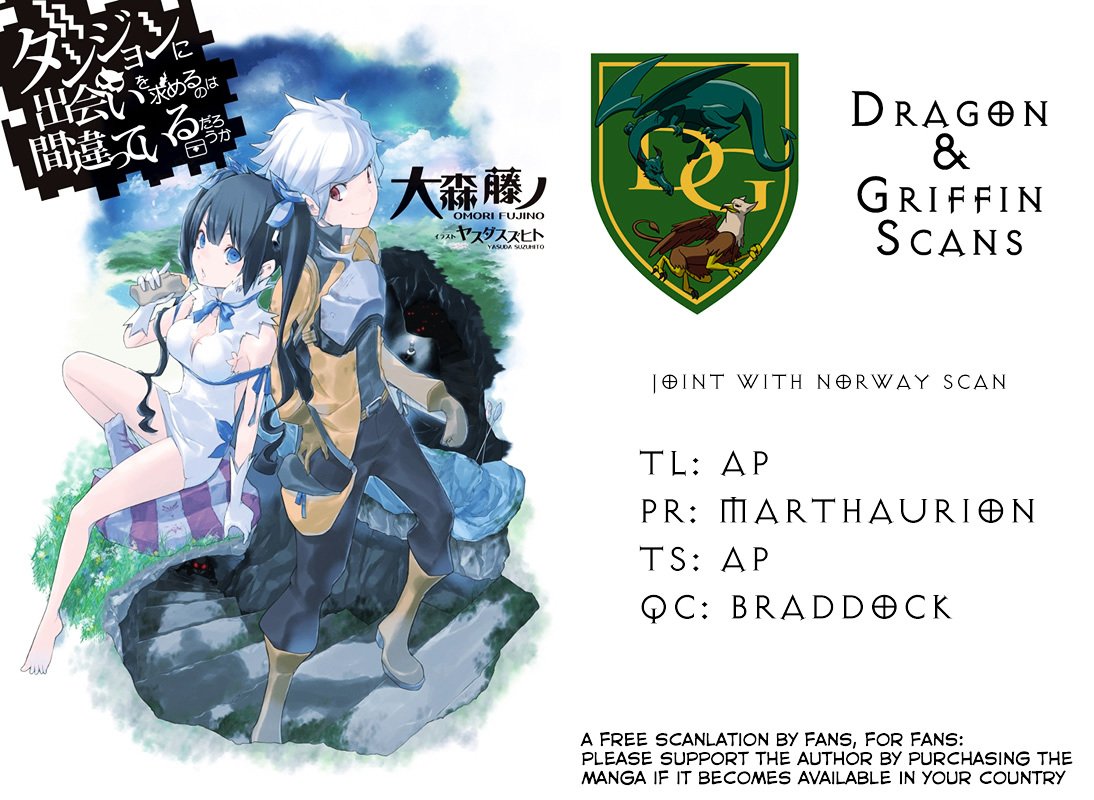 ダンジョンに
出会いを求めるのは
間違っているだろうか
大森藤ノ
OMORI FUJINO
イラスト ヤスダスズヒト
YASUDA SUZUHITO
DG
DRAGON
&
GRIFFIN
SCANS
JOINT WITH NORWAY SCAN
TL: AP
PR: MARTHAURION
TS: AP
QC: BRADDOCK
A FREE SCANLATION BY FANS, FOR FANS:
PLEASE SUPPORT THE AUTHOR BY PURCHASING THE
MANGA IF IT BECOMES AVAILABLE IN YOUR COUNTRY